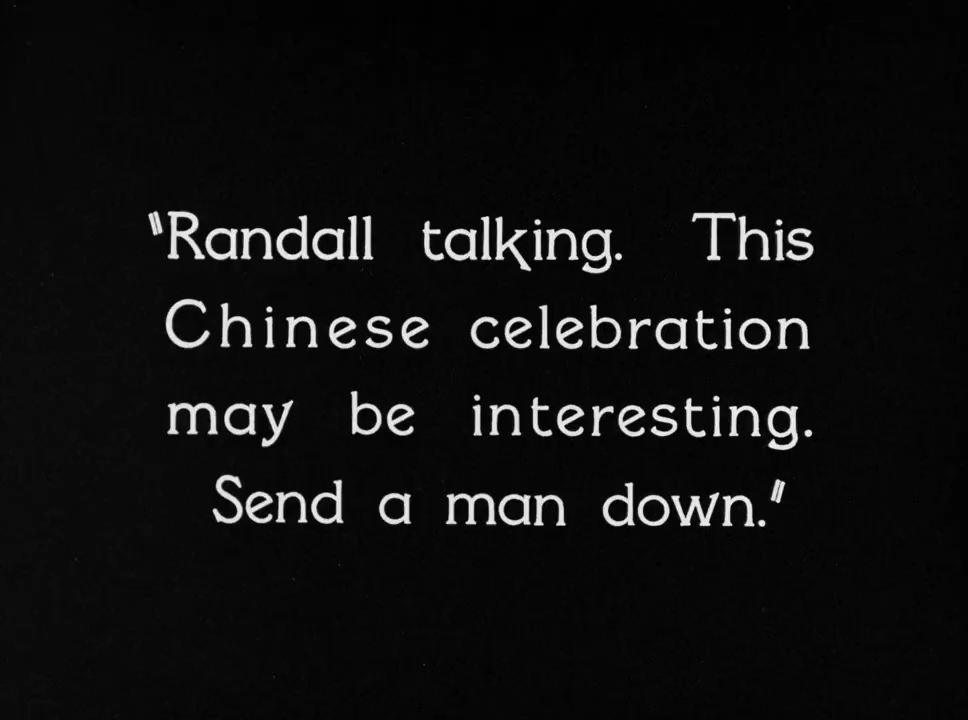 "Randall talking. This
Chinese celebration
may be interesting.
Send a man down."